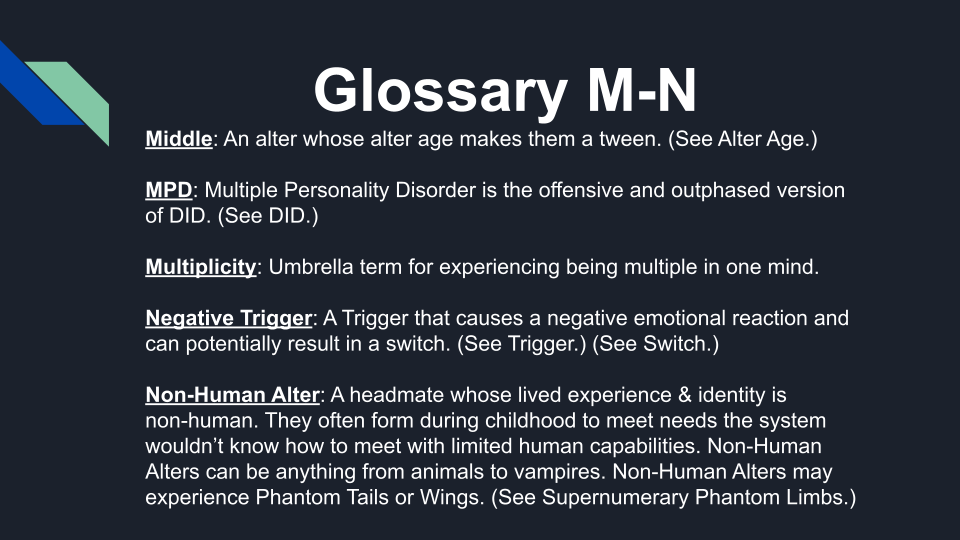 Glossary M-N
Middle: An alter whose alter age makes them a tween. (See Alter Age.)
MPD: Multiple Personality Disorder is the offensive and outphased version
of DID. (See DID.)
Multiplicity: Umbrella term for experiencing being multiple in one mind.
Negative Trigger: A Trigger that causes a negative emotional reaction and
can potentially result in a switch. (See Trigger.) (See Switch.)
Non-Human Alter: A headmate whose lived experience & identity is
non-human. They often form during childhood to meet needs the system
wouldn’t know how to meet with limited human capabilities. Non-Human
Alters can be anything from animals to vampires. Non-Human Alters may
experience Phantom Tails or Wings. (See Supernumerary Phantom Limbs.)